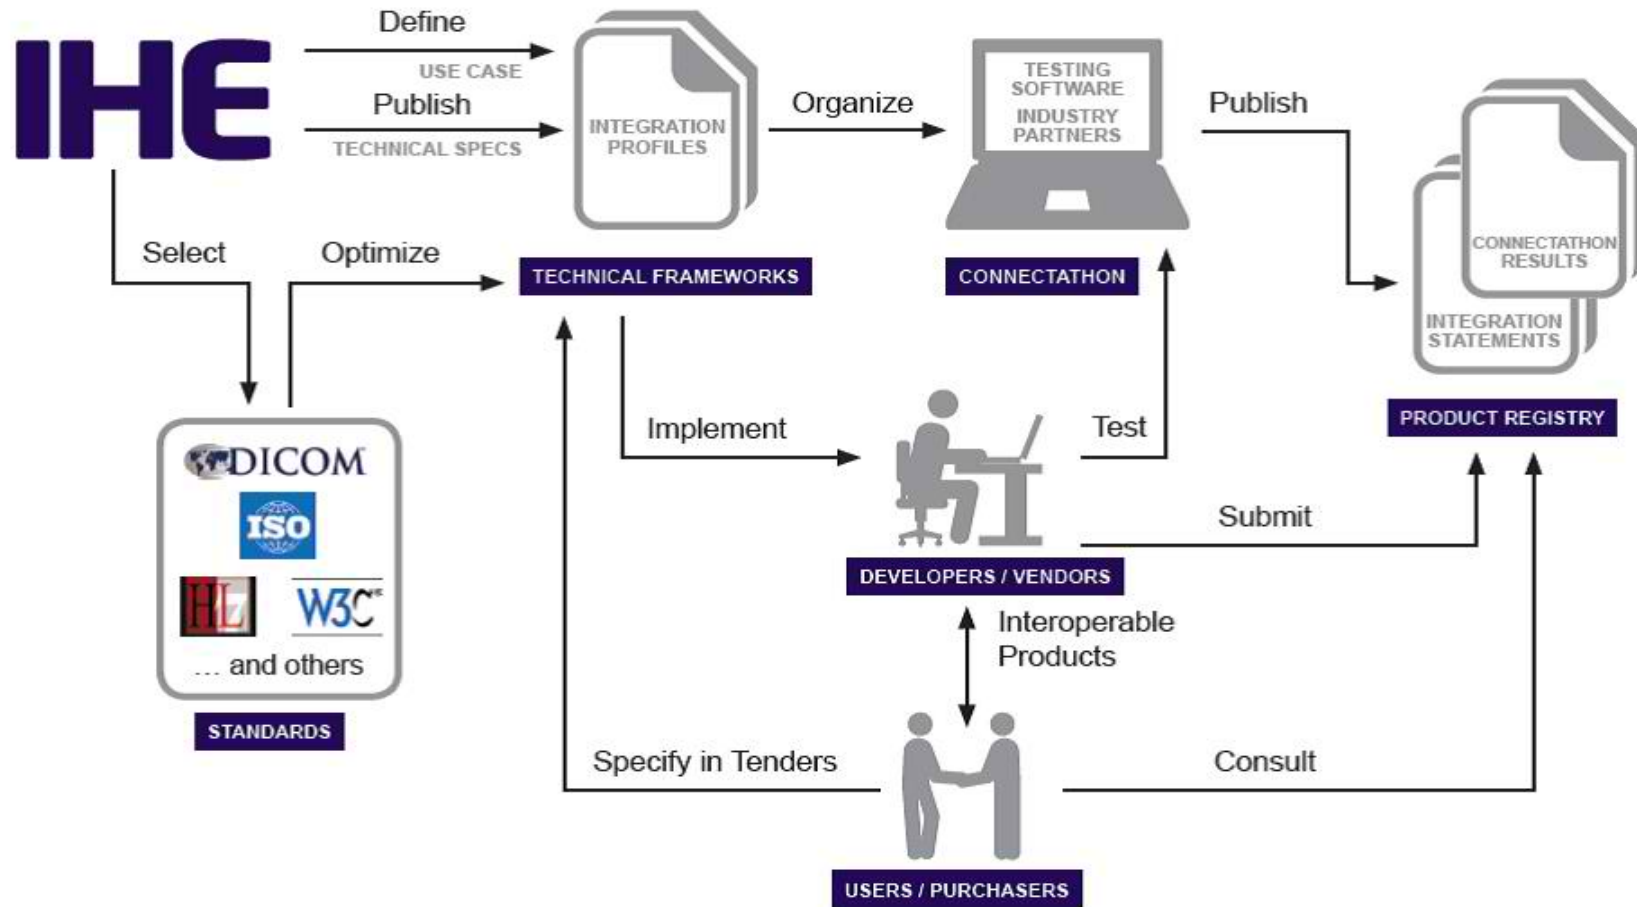 IHE
Define
USE CASE
Publish
TECHNICAL SPECS
INTEGRATION
PROFILES
TECHNICAL FRAMEWORKS
Organize
TESTING
SOFTWARE
INDUSTRY
PARTNERS
CONNECTATHON
Publish
CONNECTATHON
RESULTS
INTEGRATION
STATEMENTS
PRODUCT REGISTRY
Select
Optimize
DICOM
ISO
HL7
W3C
... and others
STANDARDS
Implement
Test
Submit
DEVELOPERS / VENDORS
Interoperable
Products
Specify in Tenders
Consult
USERS / PURCHASERS